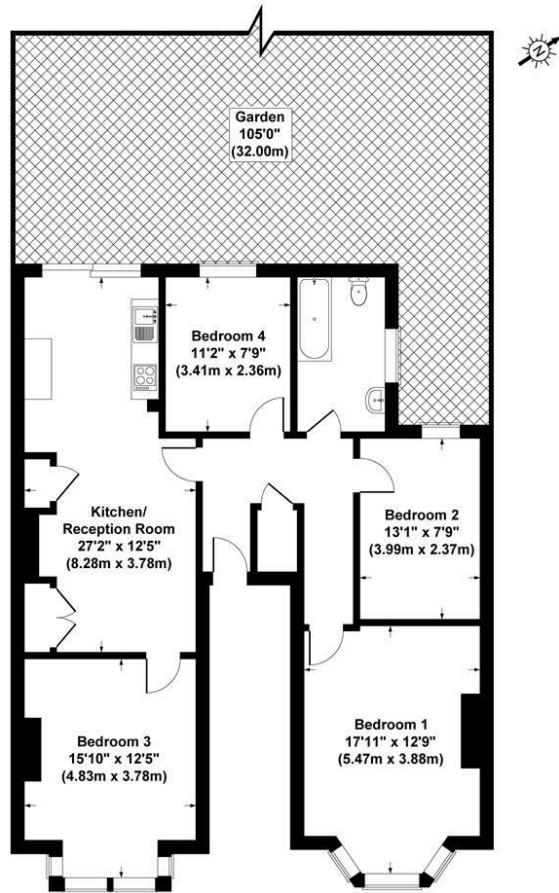 Garden
105'0"
(32.00m)
N
Bedroom 4
11'2" x 7'9"
(3.41m x 2.36m)
Kitchen/
Reception Room
27'2" x 12'5"
(8.28m x 3.78m)
Bedroom 2
13'1" x 7'9"
(3.99m x 2.37m)
Bedroom 3
15'10" x 12'5"
(4.83m x 3.78m)
Bedroom 1
17'11" x 12'9"
(5.47m x 3.88m)